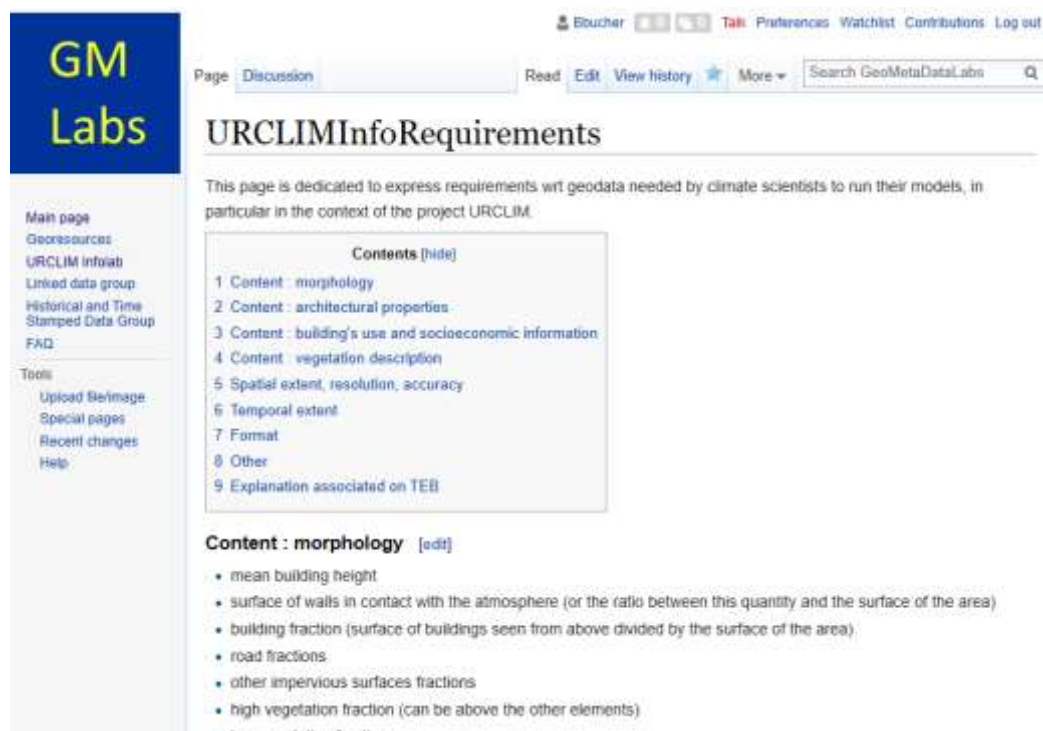 GM
Labs
Ebucher Talk Preferences Watchlist Contributions Log out
Page Discussion Read Edit View history More Search GeoMetaDataLabs
URCLIMInfoRequirements
This page is dedicated to express requirements wrt geodata needed by climate scientists to run their models, in
particular in the context of the project URCLIM.
Main page
Georesources
URCLIM Infolab
Linked data group
Historical and Time
Stamped Data Group
FAQ
Tools
Upload file/image
Special pages
Recent changes
Help
Contents [hide]
1 Content : morphology
2 Content : architectural properties
3 Content : building's use and socioeconomic information
4 Content : vegetation description
5 Spatial extent, resolution, accuracy
6 Temporal extent
7 Format
8 Other
9 Explanation associated on TEB
Content : morphology [edit]
• mean building height
• surface of walls in contact with the atmosphere (or the ratio between this quantity and the surface of the area)
• building fraction (surface of buildings seen from above divided by the surface of the area)
• road fractions
• other impervious surfaces fractions
• high vegetation fraction (can be above the other elements)